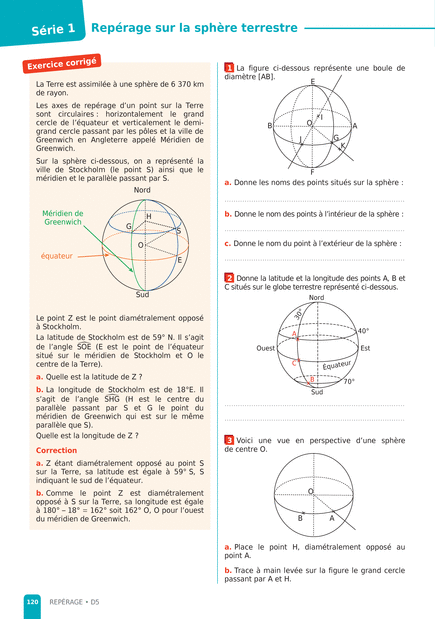 Série 1
Repérage sur la sphère terrestre
Exercice corrigé
La Terre est assimilée à une sphère de 6 370 km
de rayon.
Les axes de repérage d'un point sur la Terre
sont circulaires : horizontalement le grand
cercle de l'équateur et verticalement le demi-
grand cercle passant par les pôles et la ville de
Greenwich en Angleterre appelé Méridien de
Greenwich.
Sur la sphère ci-dessous, on a représenté la
ville de Stockholm (le point S) ainsi que le
méridien et le parallèle passant par S.
Nord
Méridien de
Greenwich
H
G
S
O
équateur
E
Sud
Le point Z est le point diamétralement opposé
à Stockholm.
La latitude de Stockholm est de 59° N. Il s'agit
de l'angle SOE (E est le point de l'équateur
situé sur le méridien de Stockholm et O le
centre de la Terre).
a. Quelle est la latitude de Z ?
b. La longitude de Stockholm est de 18°E. Il
s'agit de l'angle SHG (H est le centre du
parallèle passant par S et G le point du
méridien de Greenwich qui est sur le même
parallèle que S).
Quelle est la longitude de Z ?
Correction
a. Z étant diamétralement opposé au point S
sur la Terre, sa latitude est égale à 59° S, S
indiquant le sud de l'équateur.
b. Comme le point Z est diamétralement
opposé à S sur la Terre, sa longitude est égale
à 180° – 18° = 162° soit 162° O, O pour l'ouest
du méridien de Greenwich.
1 La figure ci-dessous représente une boule de
diamètre [AB].
E
I
B
O
A
J
G
K
F
a. Donne les noms des points situés sur la sphère :
b. Donne le nom des points à l'intérieur de la sphère :
c. Donne le nom du point à l'extérieur de la sphère :
2 Donne la latitude et la longitude des points A, B et
C situés sur le globe terrestre représenté ci-dessous.
Nord
30°
A
40°
Ouest
Est
C
Équateur
B
70°
Sud
3 Voici une vue en perspective d'une sphère
de centre O.
O
B
A
a. Place le point H, diamétralement opposé au
point A.
b. Trace à main levée sur la figure le grand cercle
passant par A et H.
120
REPÉRAGE • D5